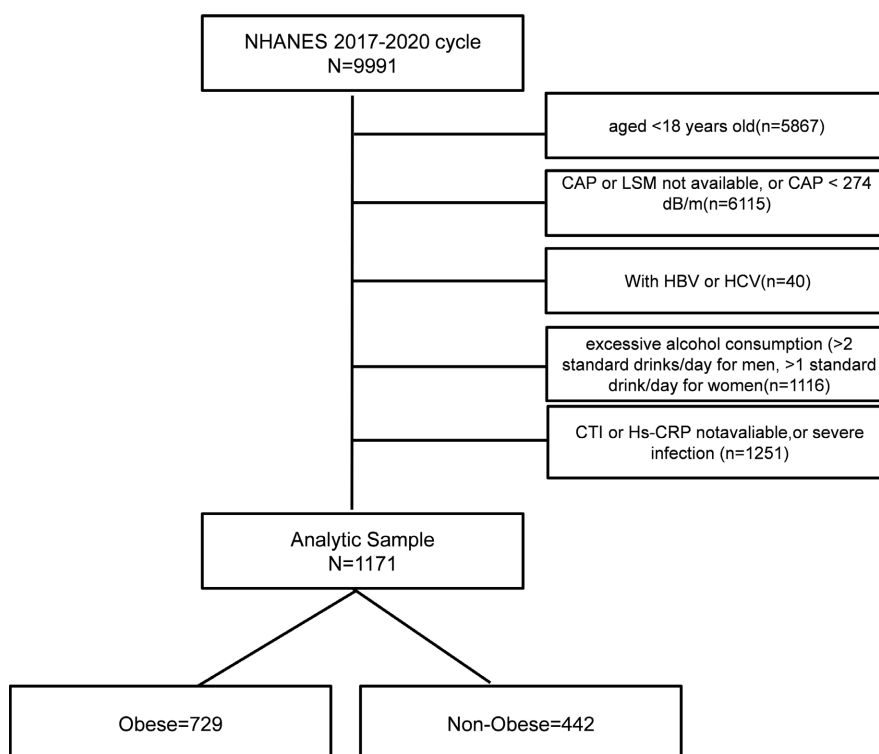 NHANES 2017-2020 cycle
N=9991
aged <18 years old(n=5867)
CAP or LSM not available, or CAP < 274
dB/m(n=6115)
With HBV or HCV(n=40)
excessive alcohol consumption (>2
standard drinks/day for men, >1 standard
drink/day for women(n=1116)
CTI or Hs-CRP notavaliable,or severe
infection (n=1251)
Analytic Sample
N=1171
Obese=729
Non-Obese=442